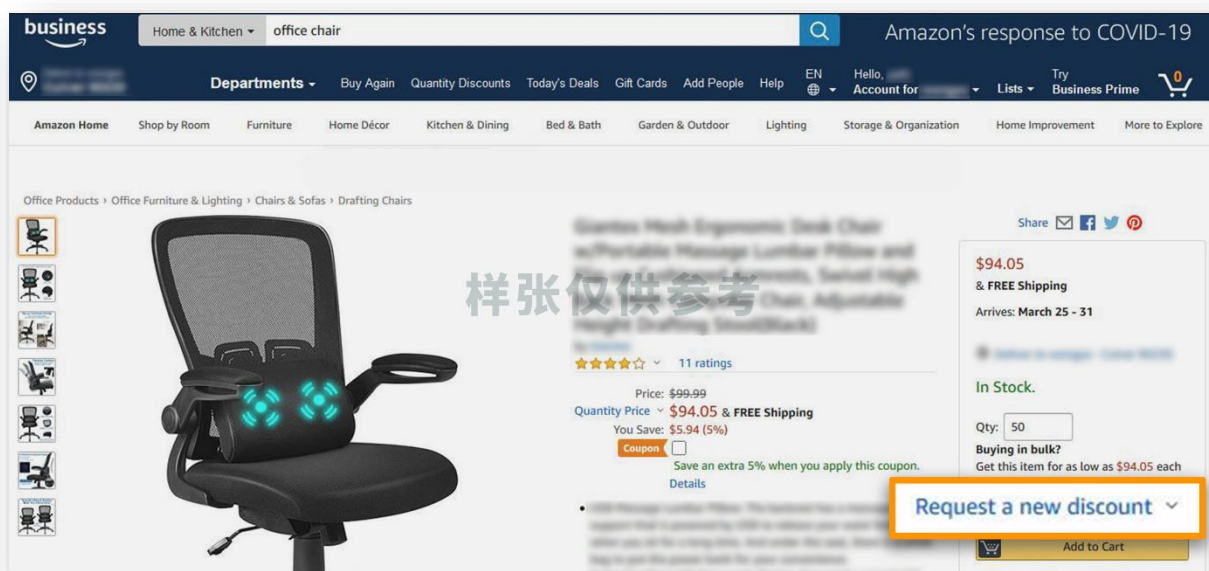 business
Home & Kitchen
office chair
Amazon's response to COVID-19
Departments
Buy Again
Quantity Discounts
Today's Deals
Gift Cards
Add People
Help
EN
Hello,
Account for
Lists
Try
Business Prime
0
Amazon Home
Shop by Room
Furniture
Home Décor
Kitchen & Dining
Bed & Bath
Garden & Outdoor
Lighting
Storage & Organization
Home Improvement
More to Explore
Office Products › Office Furniture & Lighting › Chairs & Sofas › Drafting Chairs
Share
样张仅供参考
11 ratings
Price: $99.99
Quantity Price $94.05 & FREE Shipping
You Save: $5.94 (5%)
Coupon
Save an extra 5% when you apply this coupon.
Details
$94.05
& FREE Shipping
Arrives: March 25 - 31
In Stock.
Qty: 50
Buying in bulk?
Get this item for as low as $94.05 each
Request a new discount
Add to Cart